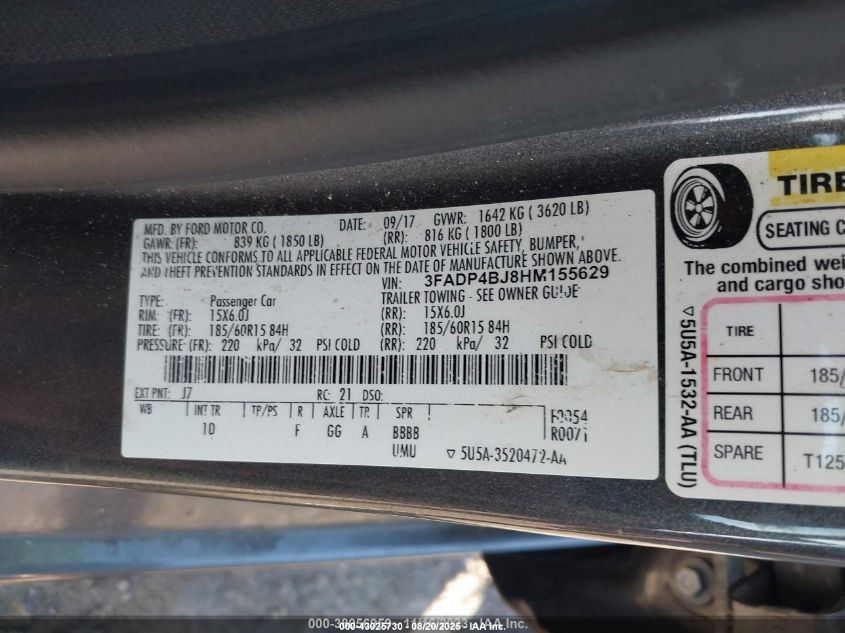 MFD. BY FORD MOTOR CO. DATE: 09/17 GVWR: 1642 KG ( 3620 LB)
GAWR: (FR): 839 KG ( 1850 LB) (RR): 816 KG ( 1800 LB)
THIS VEHICLE CONFORMS TO ALL APPLICABLE FEDERAL MOTOR VEHICLE SAFETY, BUMPER,
AND THEFT PREVENTION STANDARDS IN EFFECT ON THE DATE OF MANUFACTURE SHOWN ABOVE.
VIN: 3FADP4BJ8HM155629
TYPE: Passenger Car TRAILER TOWING - SEE OWNER GUIDE
RIM: (FR): 15X6.0J (RR): 15X6.0J
TIRE: (FR): 185/60R15 84H (RR): 185/60R15 84H
PRESSURE: (FR): 220 kPa/ 32 PSI COLD (RR): 220 kPa/ 32 PSI COLD
EXT PNT: J7 RC: 21 DSO:
WB INT TR TP/PS R AXLE TR SPR
1D F GG A BBBB
UMU
R0071
▽ 5U5A-3520472-AA
TIRE
SEATING C
The combined wei
and cargo sho
TIRE
FRONT 185/
REAR 185/
SPARE T125
▽5U5A-1532-AA (TLU)
43025730 - 08/20/2025 - IAA Inc.